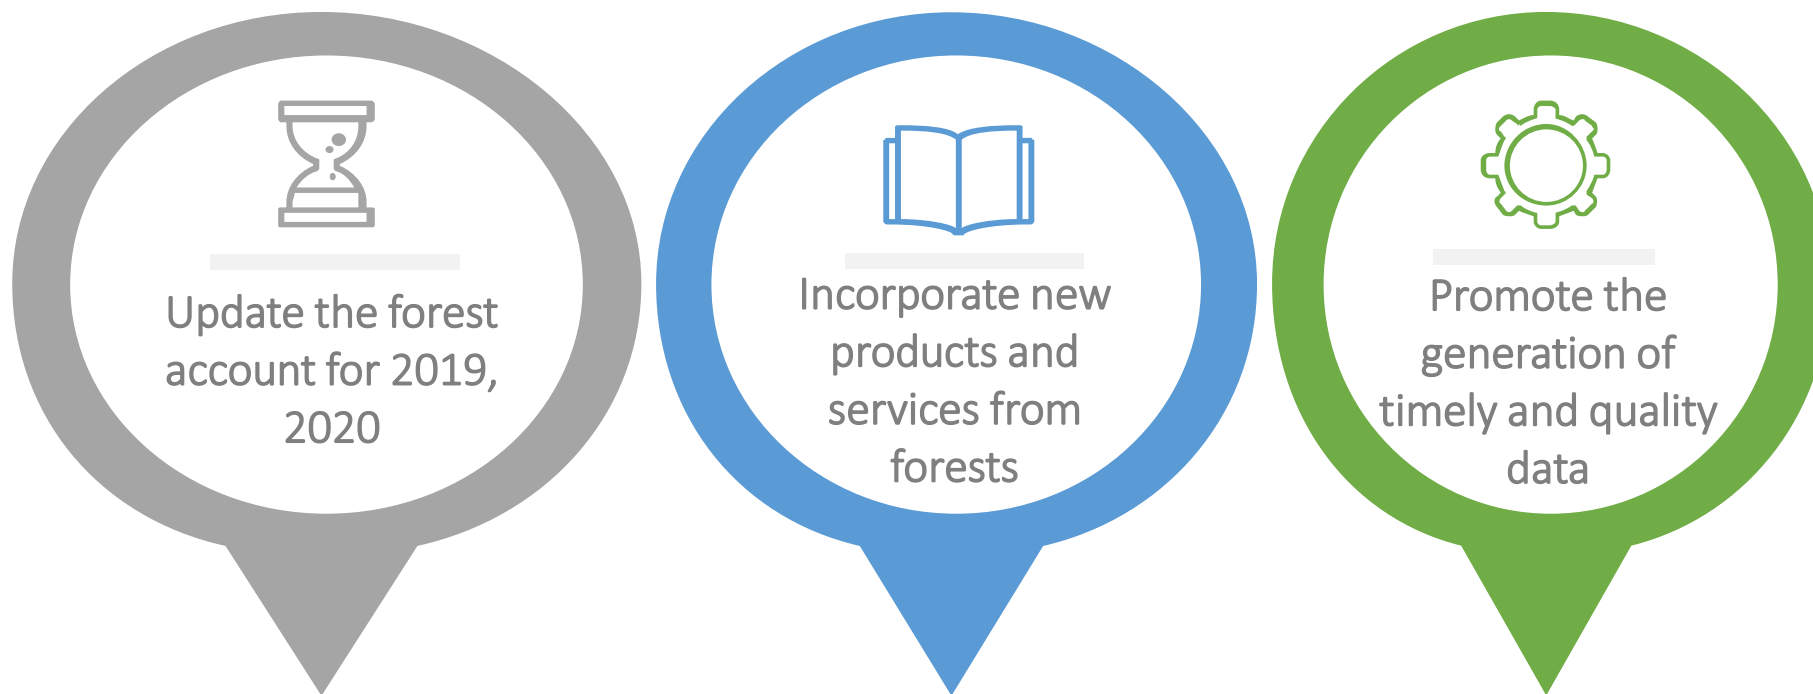 Update the forest
account for 2019,
2020
Incorporate new
products and
services from
forests
Promote the
generation of
timely and quality
data